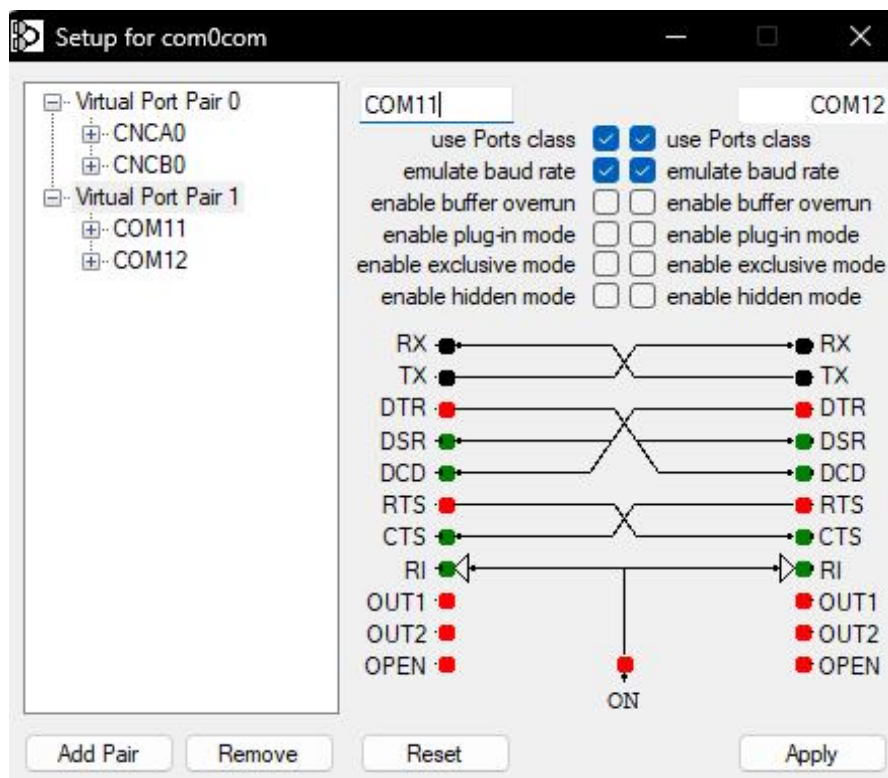 Setup for com0com
Virtual Port Pair 0
CNCA0
CNCB0
Virtual Port Pair 1
COM11
COM12
COM11 COM12
use Ports class use Ports class
emulate baud rate emulate baud rate
enable buffer overrun enable buffer overrun
enable plug-in mode enable plug-in mode
enable exclusive mode enable exclusive mode
enable hidden mode enable hidden mode
RX RX
TX TX
DTR DTR
DSR DSR
DCD DCD
RTS RTS
CTS CTS
RI RI
OUT1 OUT1
OUT2 OUT2
OPEN OPEN
ON
Add Pair Remove Reset Apply